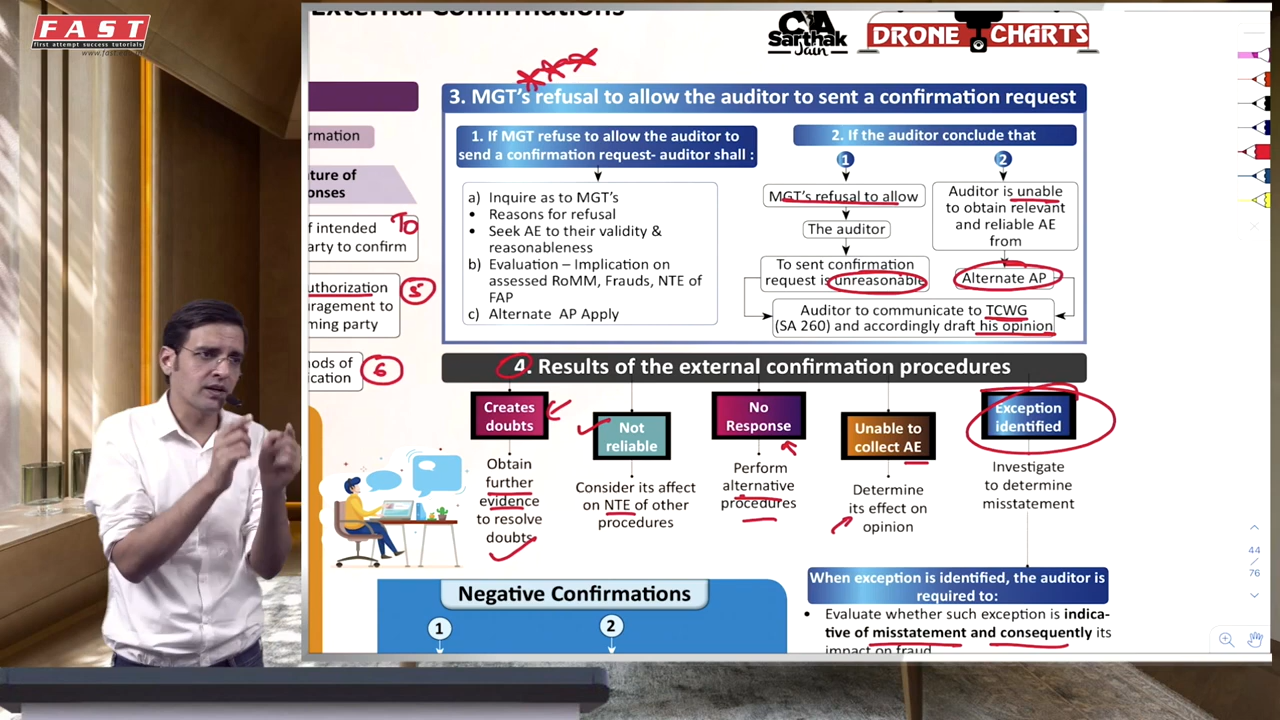 FAST
first attempt success tutorials
External Confirmations
CA
Sarthak
Jain
DRONE CHARTS
rmation
ture of
onses
f intended
arty to confirm
TO
uthorization
uragement to
ming party
5
nods of
ication
6
3. MGT's refusal to allow the auditor to sent a confirmation request
1. If MGT refuse to allow the auditor to
send a confirmation request- auditor shall :
a) Inquire as to MGT's
• Reasons for refusal
• Seek AE to their validity &
reasonableness
b) Evaluation – Implication on
assessed RoMM, Frauds, NTE of
FAP
c) Alternate AP Apply
2. If the auditor conclude that
1
MGT's refusal to allow
The auditor
To sent confirmation
request is unreasonable
2
Auditor is unable
to obtain relevant
and reliable AE
from
Alternate AP
Auditor to communicate to TCWG
(SA 260) and accordingly draft his opinion
4. Results of the external confirmation procedures
Creates
doubts
Obtain
further
evidence
to resolve
doubts
Not
reliable
Consider its affect
on NTE of other
procedures
No
Response
Perform
alternative
procedures
Unable to
collect AE
Determine
its effect on
opinion
Exception
identified
Investigate
to determine
misstatement
Negative Confirmations
1
2
When exception is identified, the auditor is
required to:
• Evaluate whether such exception is indica-
tive of misstatement and consequently its
impact on fraud
44
/
76